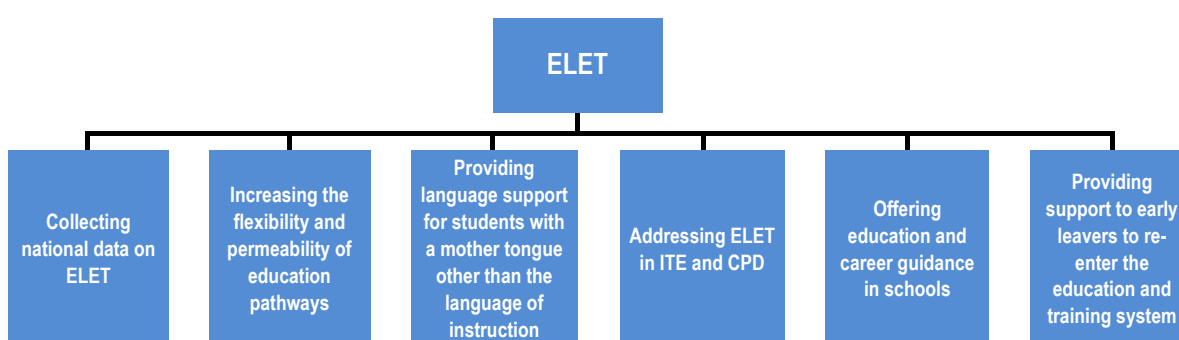 ELET
Collecting
national data on
ELET
Increasing the
flexibility and
permeability of
education
pathways
Providing
language support
for students with
a mother tongue
other than the
language of
instruction
Addressing ELET
in ITE and CPD
Offering
education and
career guidance
in schools
Providing
support to early
leavers to re-
enter the
education and
training system